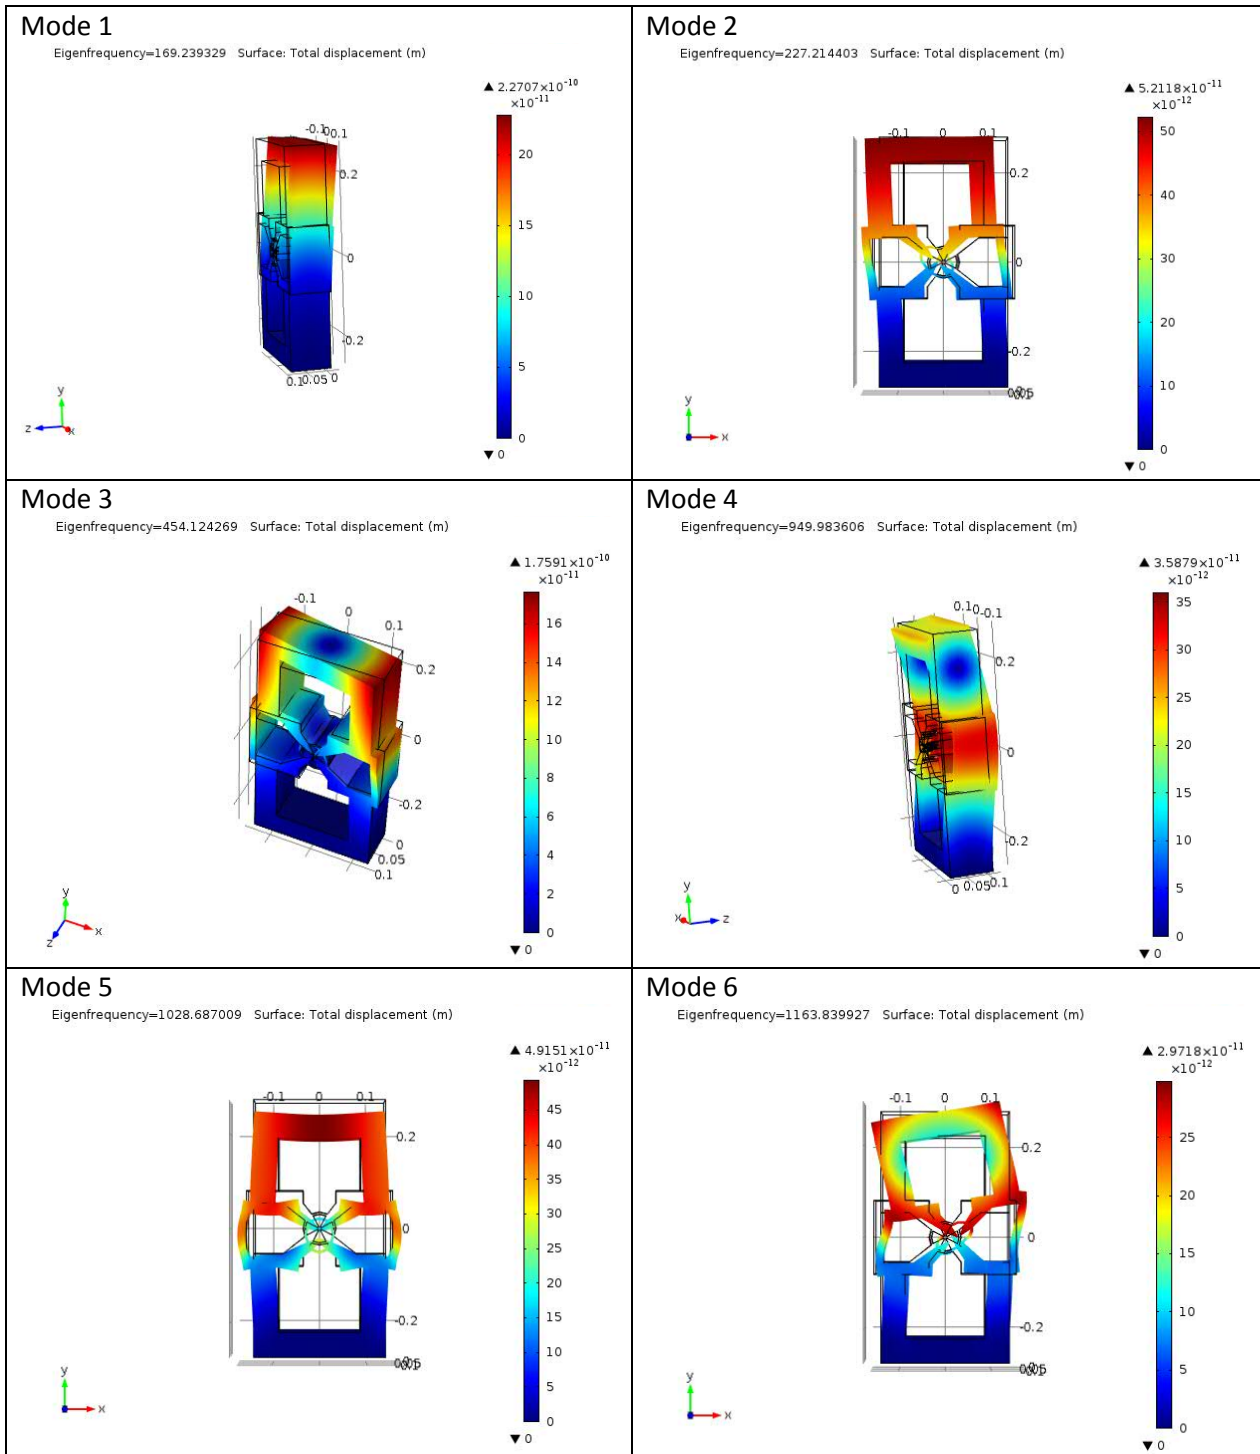 Mode 1
Eigenfrequency=169.239329 Surface: Total displacement (m)
▲ 2.2707×10⁻¹⁰
×10⁻¹¹
20
15
10
5
0
▼ 0
0.1
0.2
0
-0.2
0.1 0.05 0
y
z
x
Mode 2
Eigenfrequency=227.214403 Surface: Total displacement (m)
▲ 5.2118×10⁻¹¹
×10⁻¹²
50
40
30
20
10
0
▼ 0
-0.1 0 0.1
0.2
0
-0.2
y
x
Mode 3
Eigenfrequency=454.124269 Surface: Total displacement (m)
▲ 1.7591×10⁻¹⁰
×10⁻¹¹
16
14
12
10
8
6
4
2
0
▼ 0
-0.1
0
0.1
0.2
0
-0.2
0
0.05
0.1
y
x
z
Mode 4
Eigenfrequency=949.983606 Surface: Total displacement (m)
▲ 3.5879×10⁻¹¹
×10⁻¹²
35
30
25
20
15
10
5
0
▼ 0
0.2
0
-0.2
0 0.05 0.1
y
x
z
Mode 5
Eigenfrequency=1028.687009 Surface: Total displacement (m)
▲ 4.9151×10⁻¹¹
×10⁻¹²
45
40
35
30
25
20
15
10
5
0
▼ 0
-0.1 0 0.1
0.2
0
-0.2
y
x
Mode 6
Eigenfrequency=1163.839927 Surface: Total displacement (m)
▲ 2.9718×10⁻¹¹
×10⁻¹²
25
20
15
10
5
0
▼ 0
-0.1 0 0.1
0.2
0
-0.2
y
x